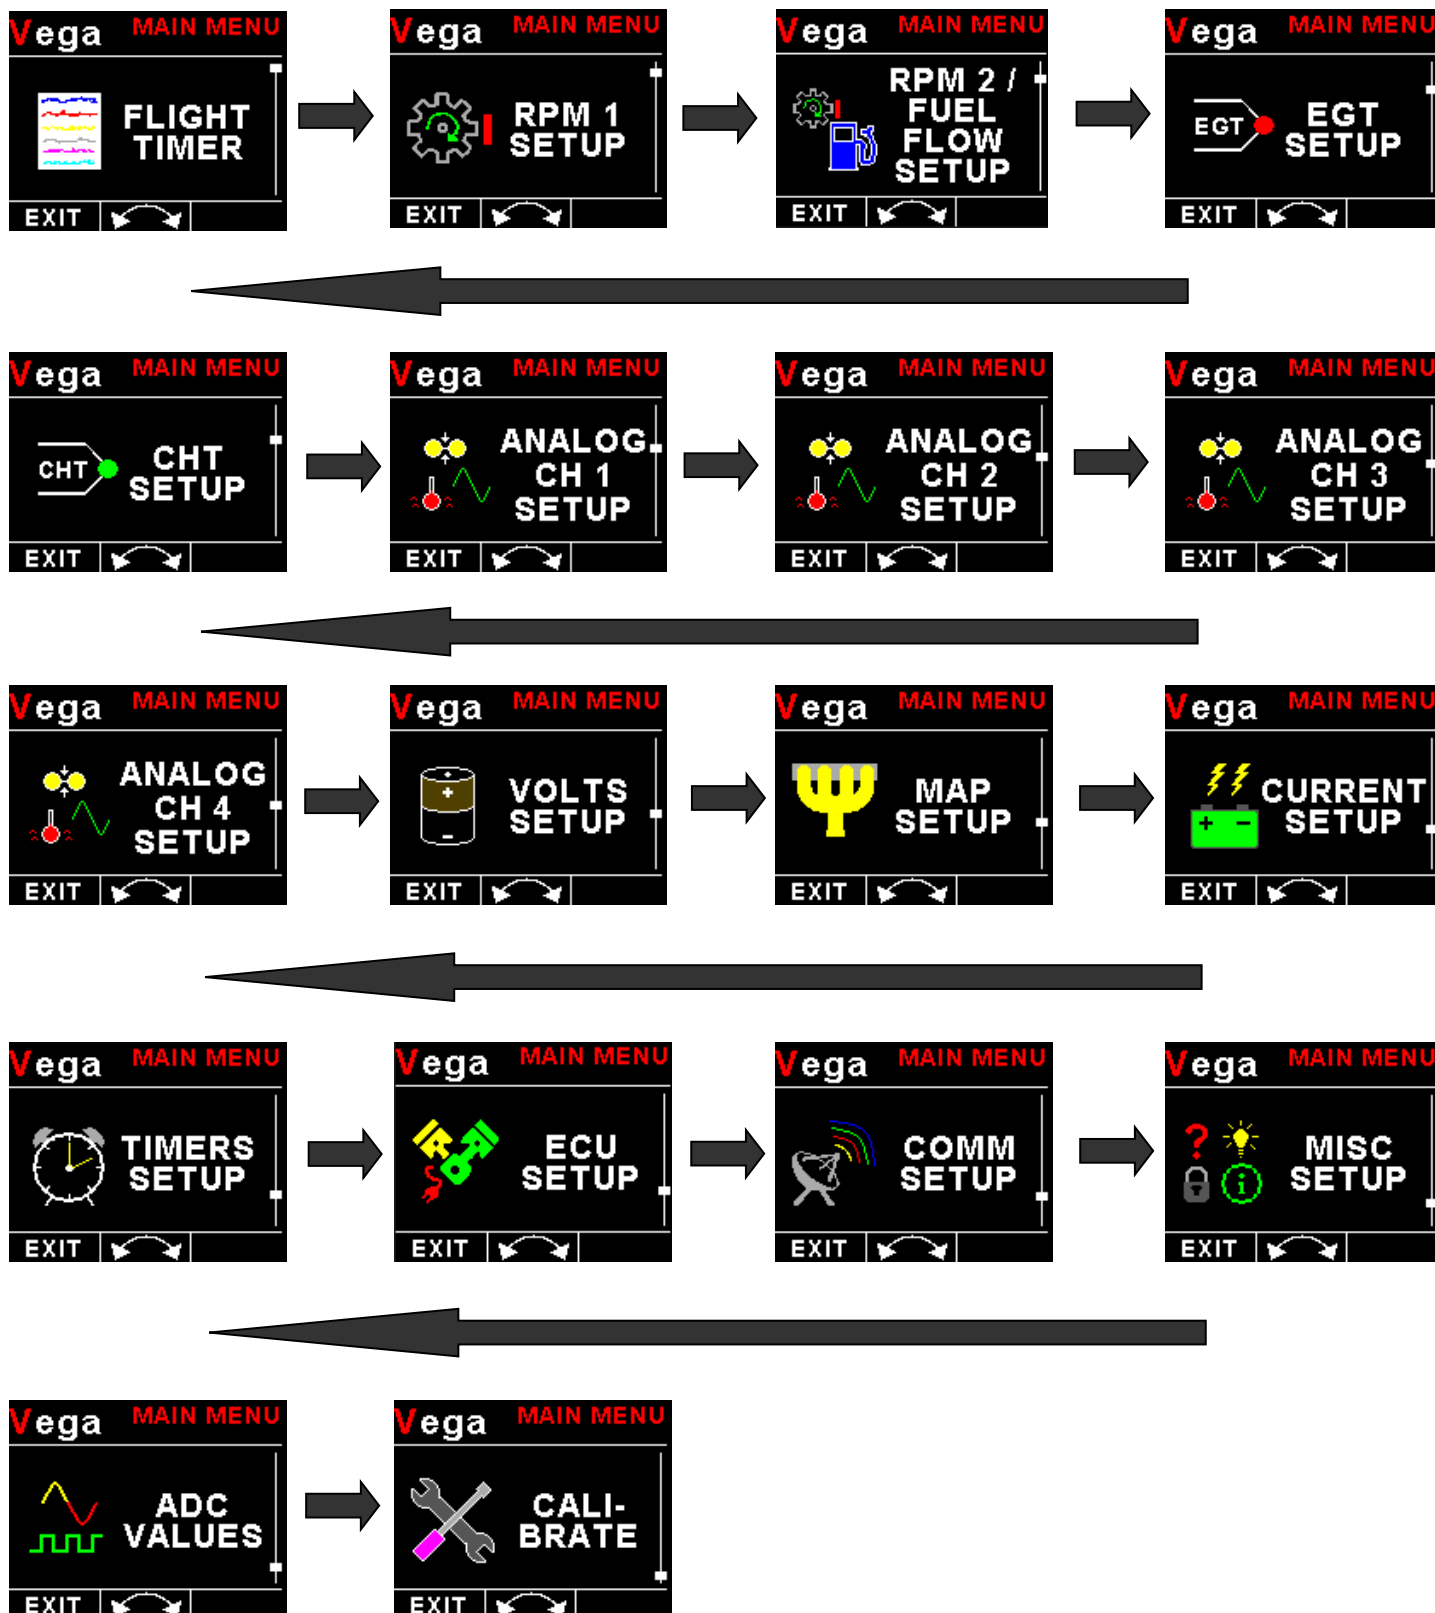 Vega MAIN MENU
FLIGHT
TIMER
EXIT
Vega MAIN MENU
RPM 1
SETUP
EXIT
Vega MAIN MENU
RPM 2 /
FUEL
FLOW
SETUP
EXIT
Vega MAIN MENU
EGT
EGT
SETUP
EXIT
Vega MAIN MENU
CHT
CHT
SETUP
EXIT
Vega MAIN MENU
ANALOG
CH 1
SETUP
EXIT
Vega MAIN MENU
ANALOG
CH 2
SETUP
EXIT
Vega MAIN MENU
ANALOG
CH 3
SETUP
EXIT
Vega MAIN MENU
ANALOG
CH 4
SETUP
EXIT
Vega MAIN MENU
VOLTS
SETUP
EXIT
Vega MAIN MENU
MAP
SETUP
EXIT
Vega MAIN MENU
CURRENT
SETUP
EXIT
Vega MAIN MENU
TIMERS
SETUP
EXIT
Vega MAIN MENU
ECU
SETUP
EXIT
Vega MAIN MENU
COMM
SETUP
EXIT
Vega MAIN MENU
MISC
SETUP
EXIT
Vega MAIN MENU
ADC
VALUES
EXIT
Vega MAIN MENU
CALI-
BRATE
EXIT